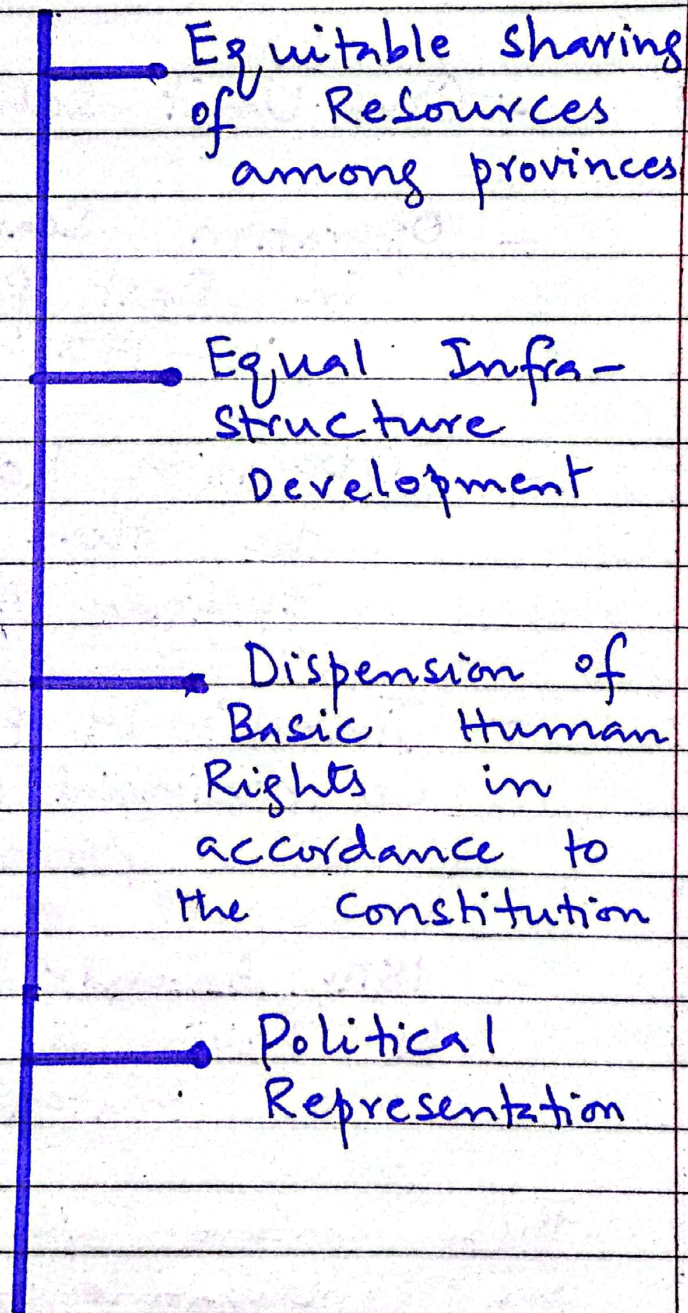 Equitable sharing
of Resources
among provinces
Equal Infra-
structure
Development
Dispension of
Basic Human
Rights in
accordance to
the Constitution
Political
Representation